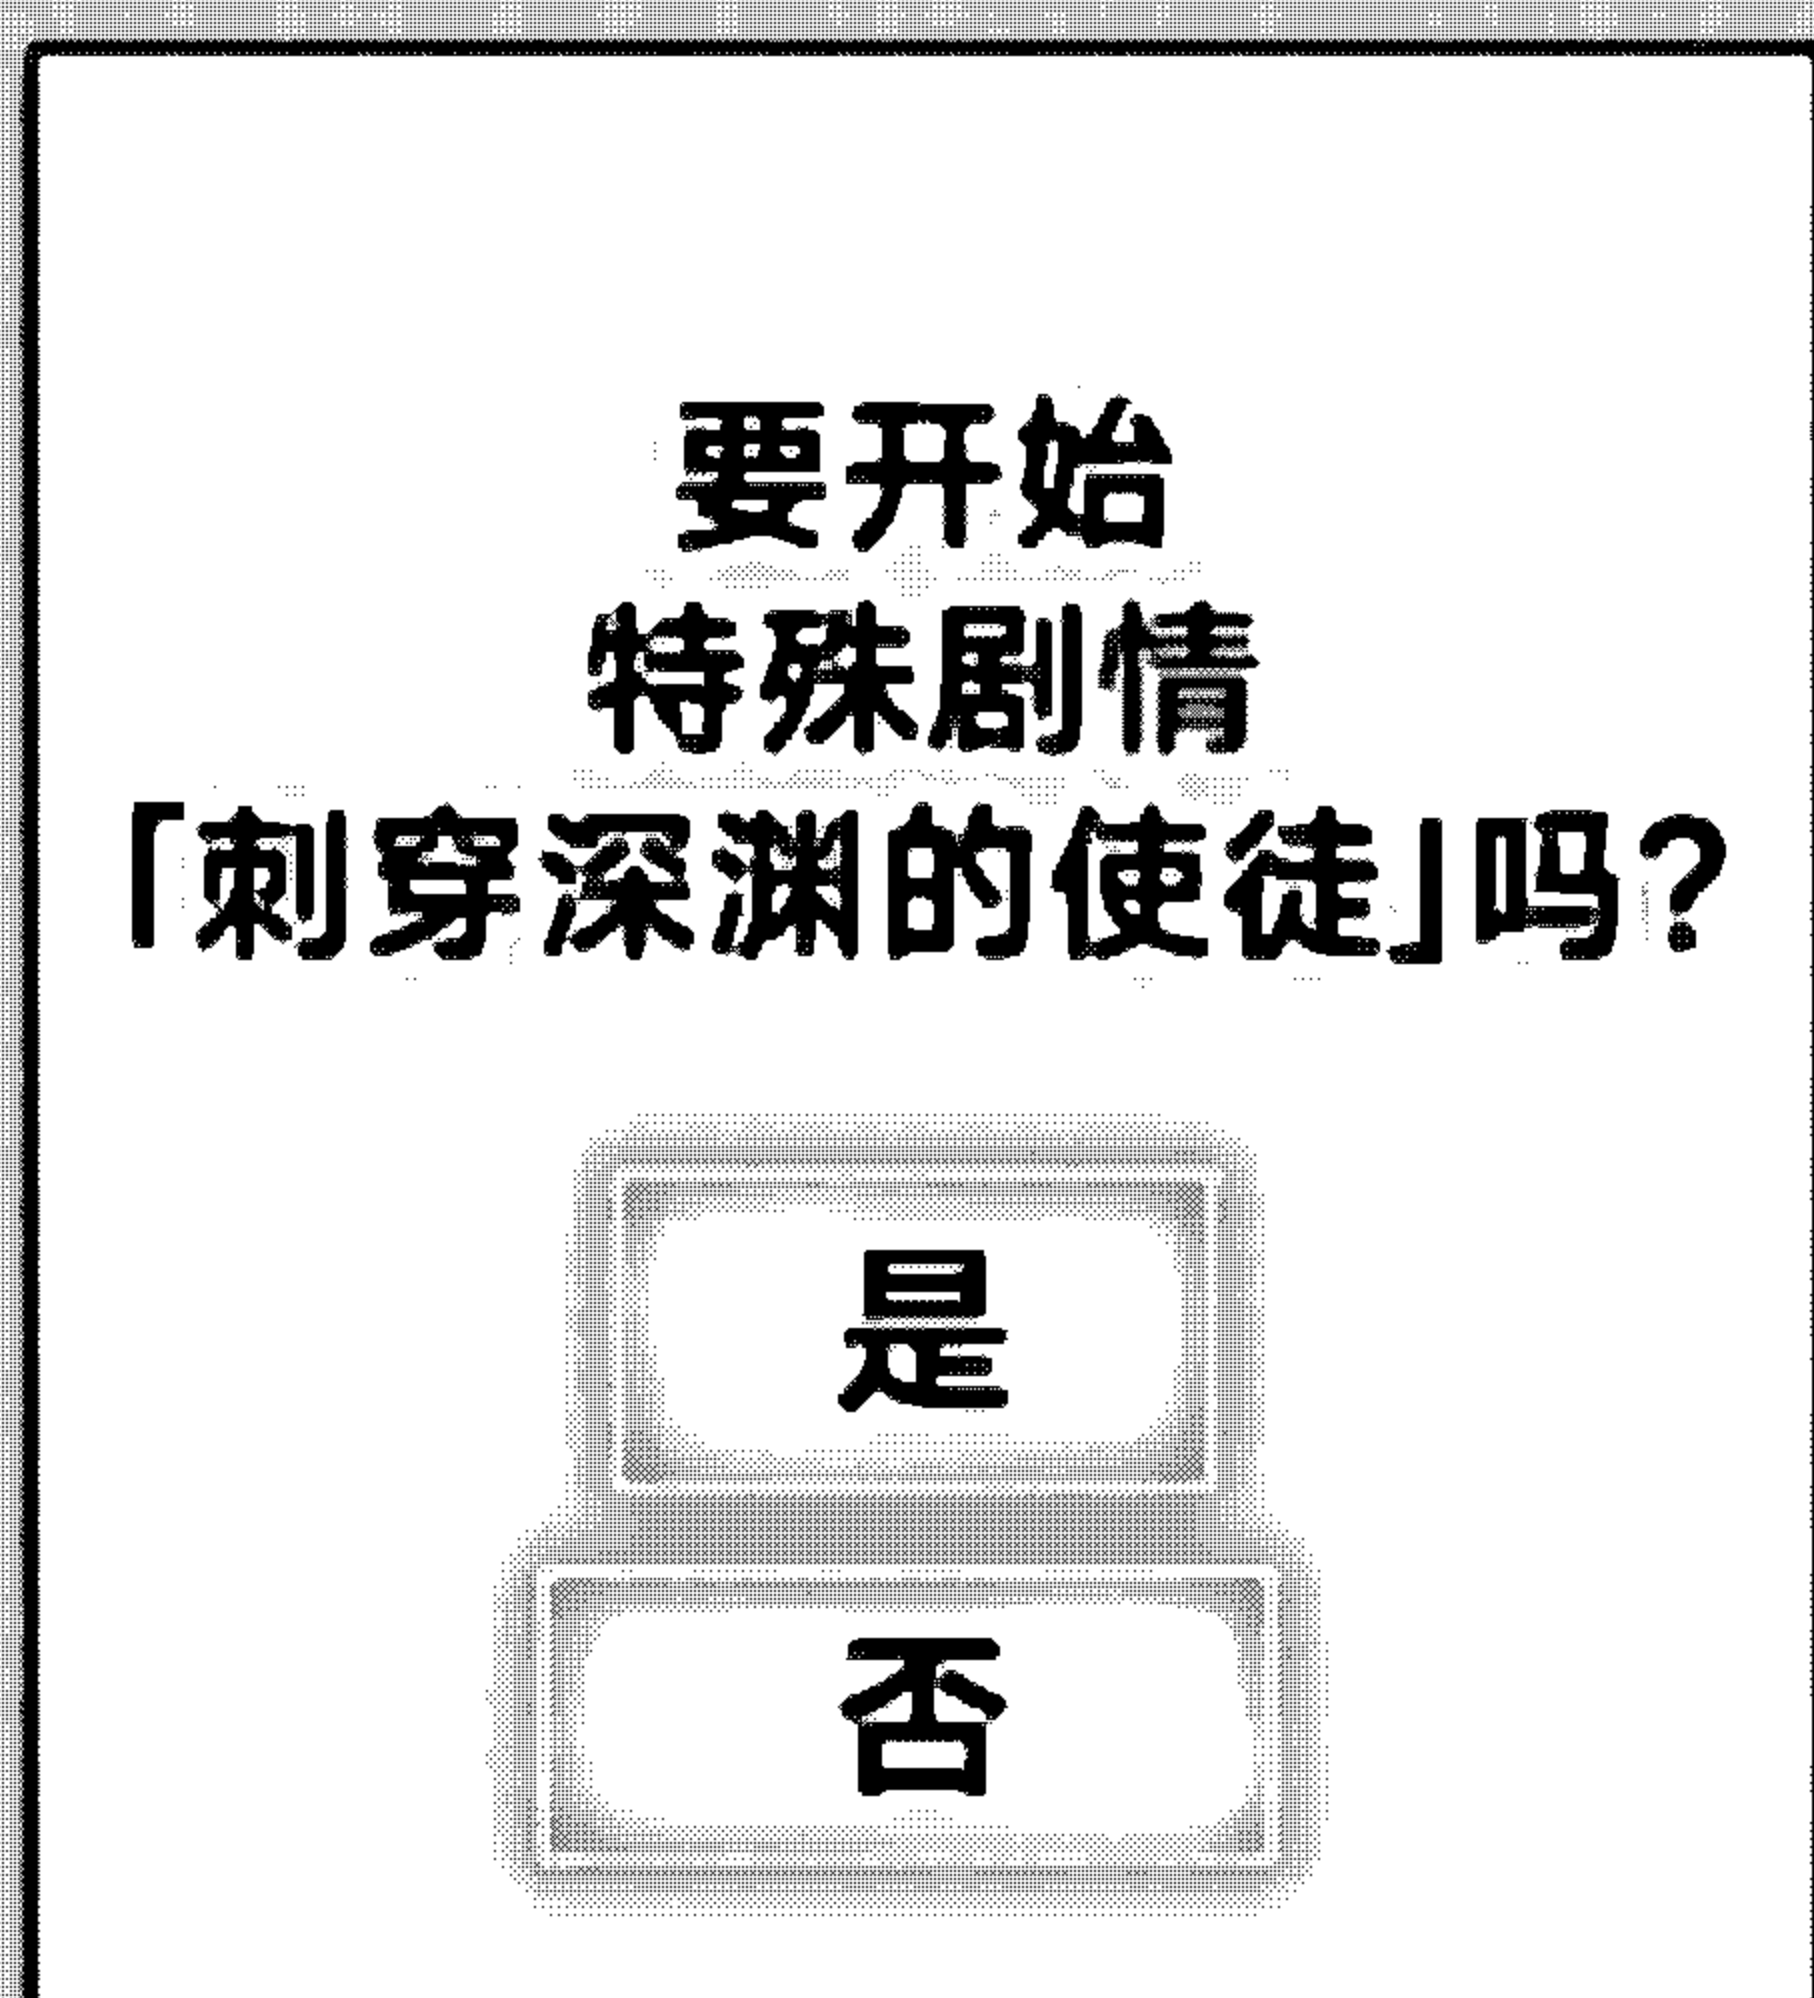 要开始
特殊剧情
「刺穿深渊的使徒」吗?
是
否